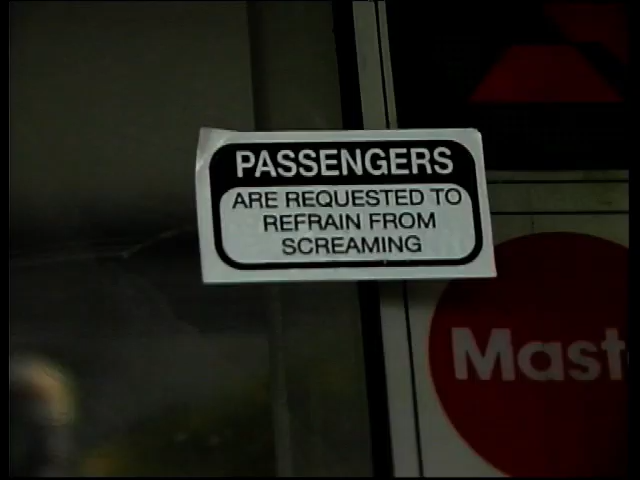 PASSENGERS
ARE REQUESTED TO
REFRAIN FROM
SCREAMING
Mast